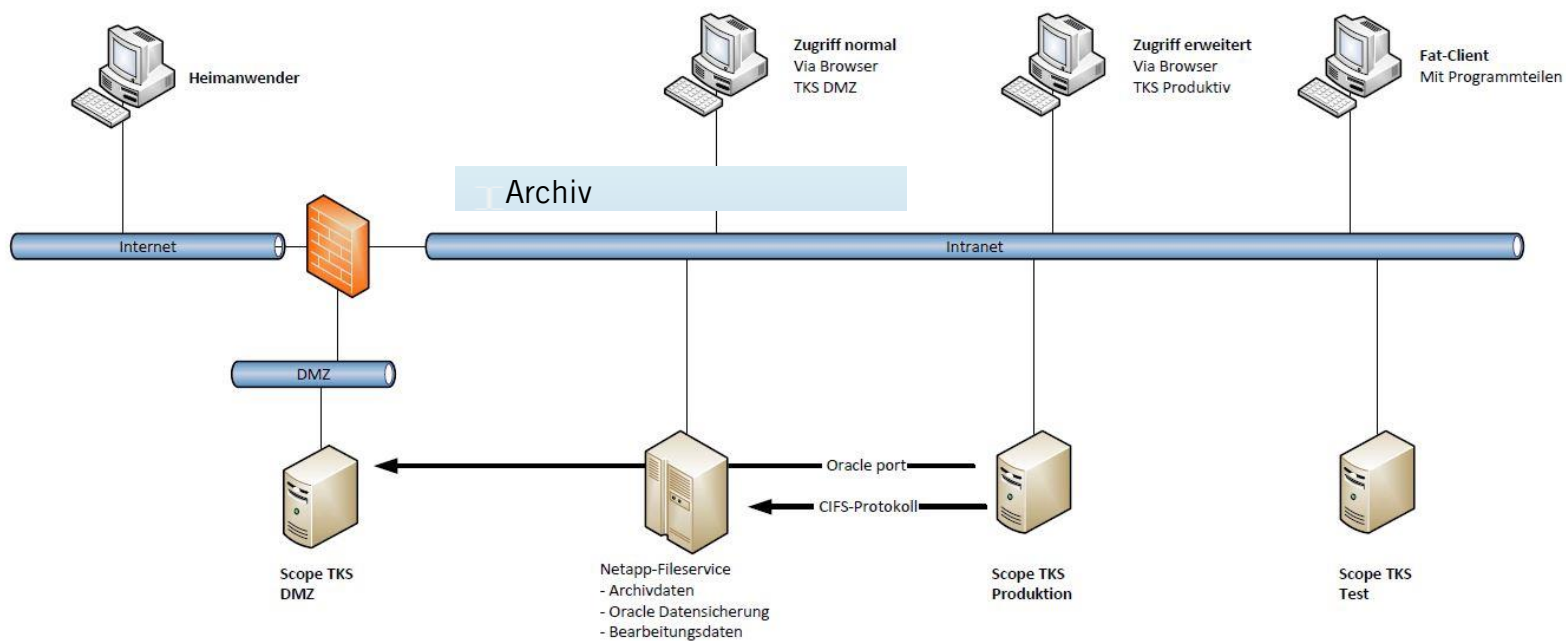 Heimanwender
Zugriff normal
Via Browser
TKS DMZ
Zugriff erweitert
Via Browser
TKS Produktiv
Fat-Client
Mit Programmteilen
Archiv
Internet
Intranet
DMZ
Oracle port
CIFS-Protokoll
Scope TKS
DMZ
Netapp-Fileservice
- Archivdaten
- Oracle Datensicherung
- Bearbeitungsdaten
Scope TKS
Produktion
Scope TKS
Test